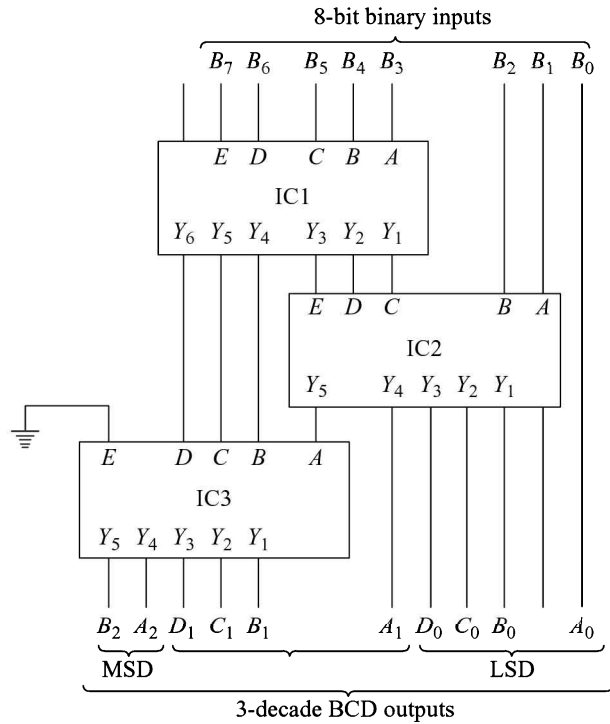 8-bit binary inputs
B₇ B₆ B₅ B₄ B₃ B₂ B₁ B₀
E D C B A
IC1
Y₆ Y₅ Y₄ Y₃ Y₂ Y₁
E D C B A
IC2
Y₅ Y₄ Y₃ Y₂ Y₁
E D C B A
IC3
Y₅ Y₄ Y₃ Y₂ Y₁
B₂ A₂ D₁ C₁ B₁ A₁ D₀ C₀ B₀ A₀
MSD LSD
3-decade BCD outputs